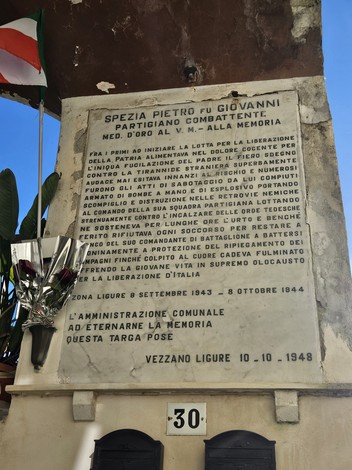 SPEZIA PIETRO FU GIOVANNI
PARTIGIANO COMBATTENTE
MED. D'ORO AL V.M. - ALLA MEMORIA
FRA I PRIMI AD INIZIARE LA LOTTA PER LA LIBERAZIONE
DELLA PATRIA ALIMENTAVA NEL DOLORE COCENTE PER
L'INIQUA FUCILAZIONE DEL PADRE IL FIERO SDEGNO
CONTRO LA TIRANNIDE STRANIERA SUPERBAMENTE
AUDACE MAI ESITAVA INNANZI AL RISCHIO E NUMEROSI
FURONO GLI ATTI DI SABOTAGGIO DA LUI COMPIUTI
ARMATO DI BOMBE A MANO E DI ESPLOSIVO PORTANDO
SCOMPIGLIO E DISTRUZIONE NELLE RETROVIE NEMICHE
AL COMANDO DELLA SUA SQUADRA PARTIGIANA LOTTANDO
STRENUAMENTE CONTRO L'INCALZARE DELLE ORDE TEDESCHE
NE SOSTENEVA PER LUNGHE ORE L'URTO E BENCHÈ
FERITO RIFIUTAVA OGNI SOCCORSO PER RESTARE A
FIANCO DEL SUO COMANDANTE DI BATTAGLIONE A BATTERSI
LEONINAMENTE A PROTEZIONE DEL RIPIEGAMENTO DEI
COMPAGNI FINCHÈ COLPITO AL CUORE CADEVA FULMINATO
OFFRENDO LA GIOVANE VITA IN SUPREMO OLOCAUSTO
PER LA LIBERAZIONE D'ITALIA
ZONA LIGURE 8 SETTEMBRE 1943 - 8 OTTOBRE 1944
L'AMMINISTRAZIONE COMUNALE
AD ETERNARNE LA MEMORIA
QUESTA TARGA POSE
VEZZANO LIGURE 10-10-1948
30